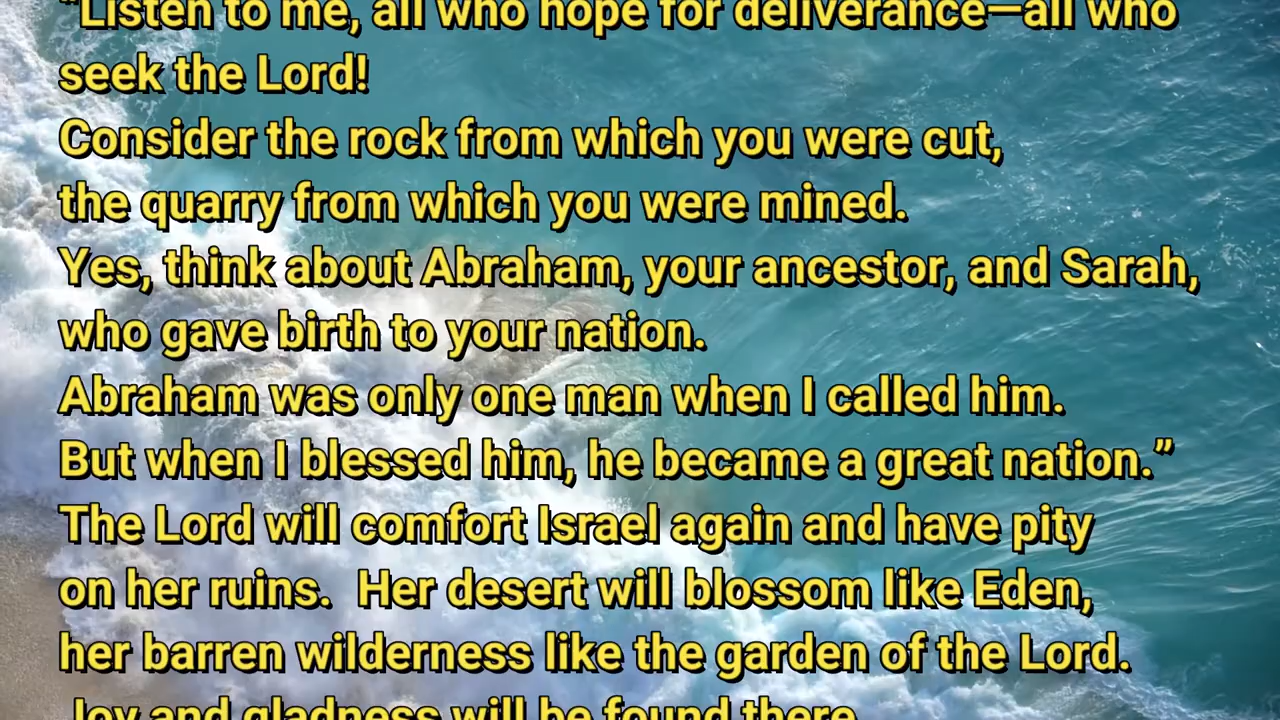 “Listen to me, all who hope for deliverance—all who
seek the Lord!
Consider the rock from which you were cut,
the quarry from which you were mined.
Yes, think about Abraham, your ancestor, and Sarah,
who gave birth to your nation.
Abraham was only one man when I called him.
But when I blessed him, he became a great nation.”
The Lord will comfort Israel again and have pity
on her ruins.  Her desert will blossom like Eden,
her barren wilderness like the garden of the Lord.
Joy and gladness will be found there.